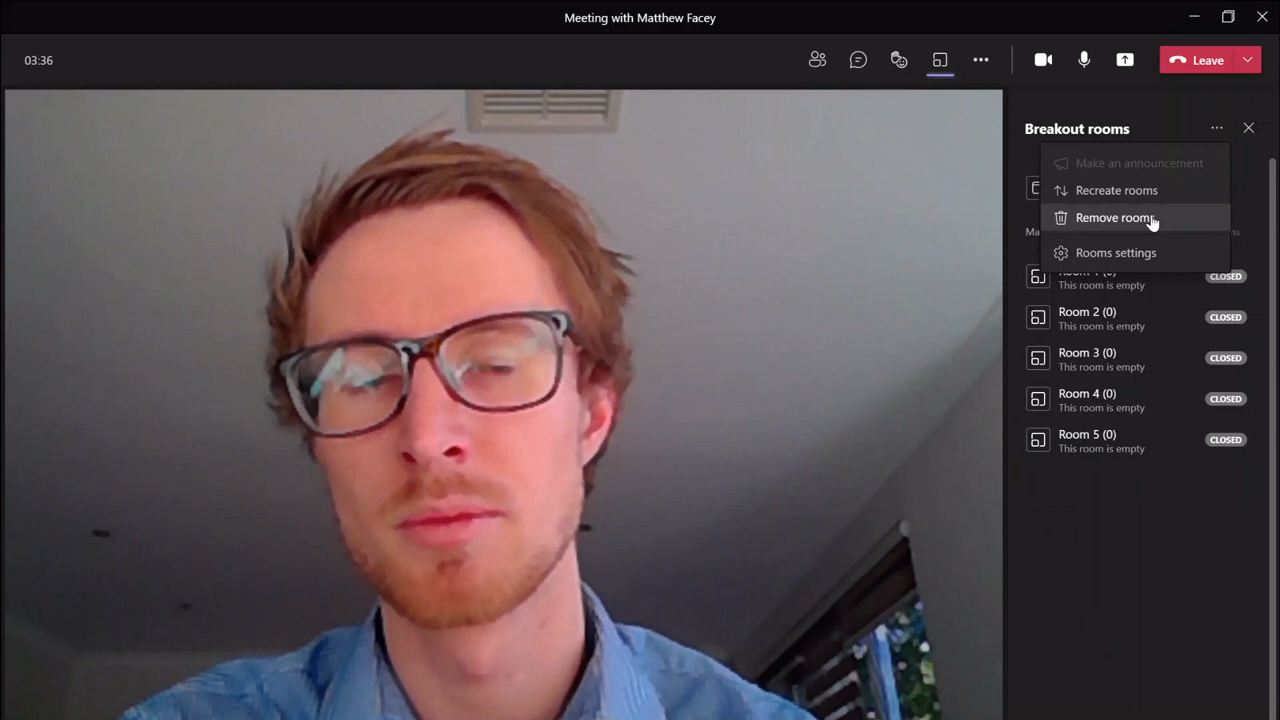 Meeting with Matthew Facey
03:36
Leave
Breakout rooms
Make an announcement
Recreate rooms
Remove rooms
Rooms settings
CLOSED
This room is empty
Room 2 (0)
CLOSED
This room is empty
Room 3 (0)
CLOSED
This room is empty
Room 4 (0)
CLOSED
This room is empty
Room 5 (0)
CLOSED
This room is empty